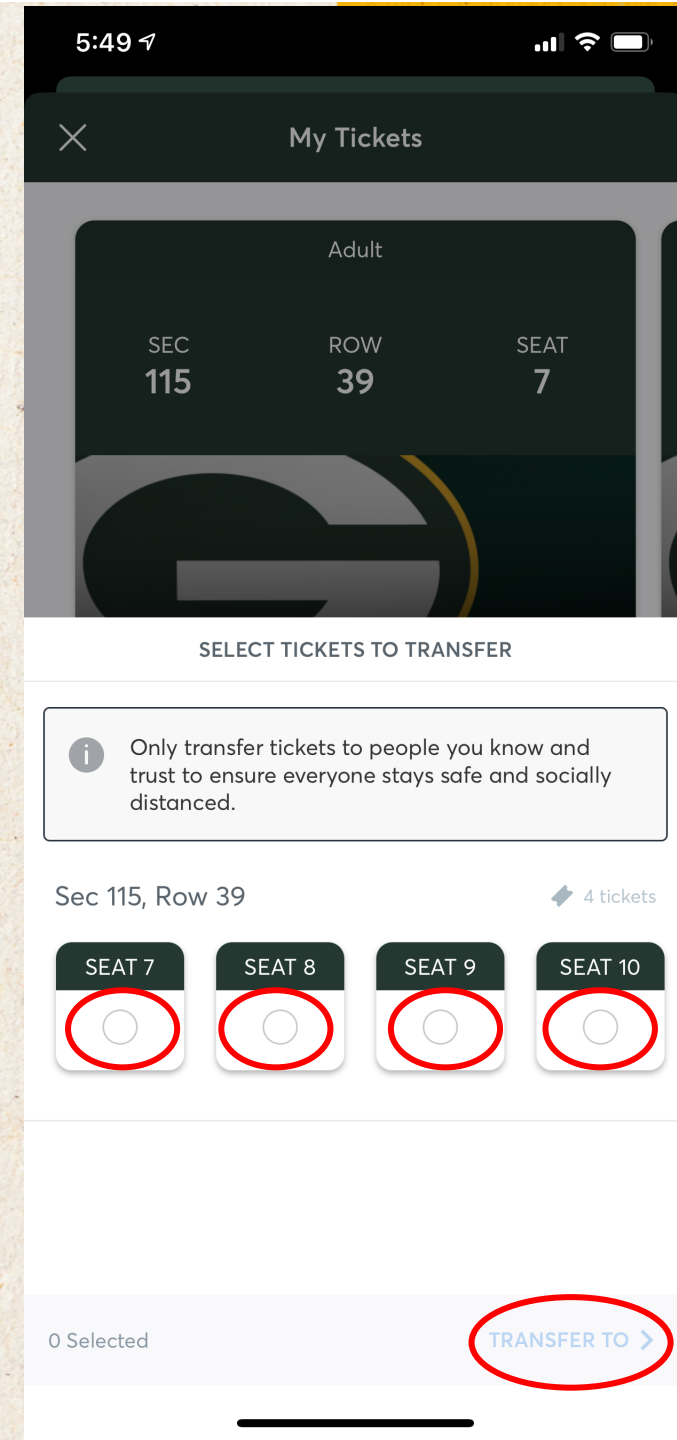 5:49
My Tickets
Adult
SEC ROW SEAT
115 39 7
SELECT TICKETS TO TRANSFER
Only transfer tickets to people you know and
trust to ensure everyone stays safe and socially
distanced.
Sec 115, Row 39 4 tickets
SEAT 7 SEAT 8 SEAT 9 SEAT 10
0 Selected TRANSFER TO